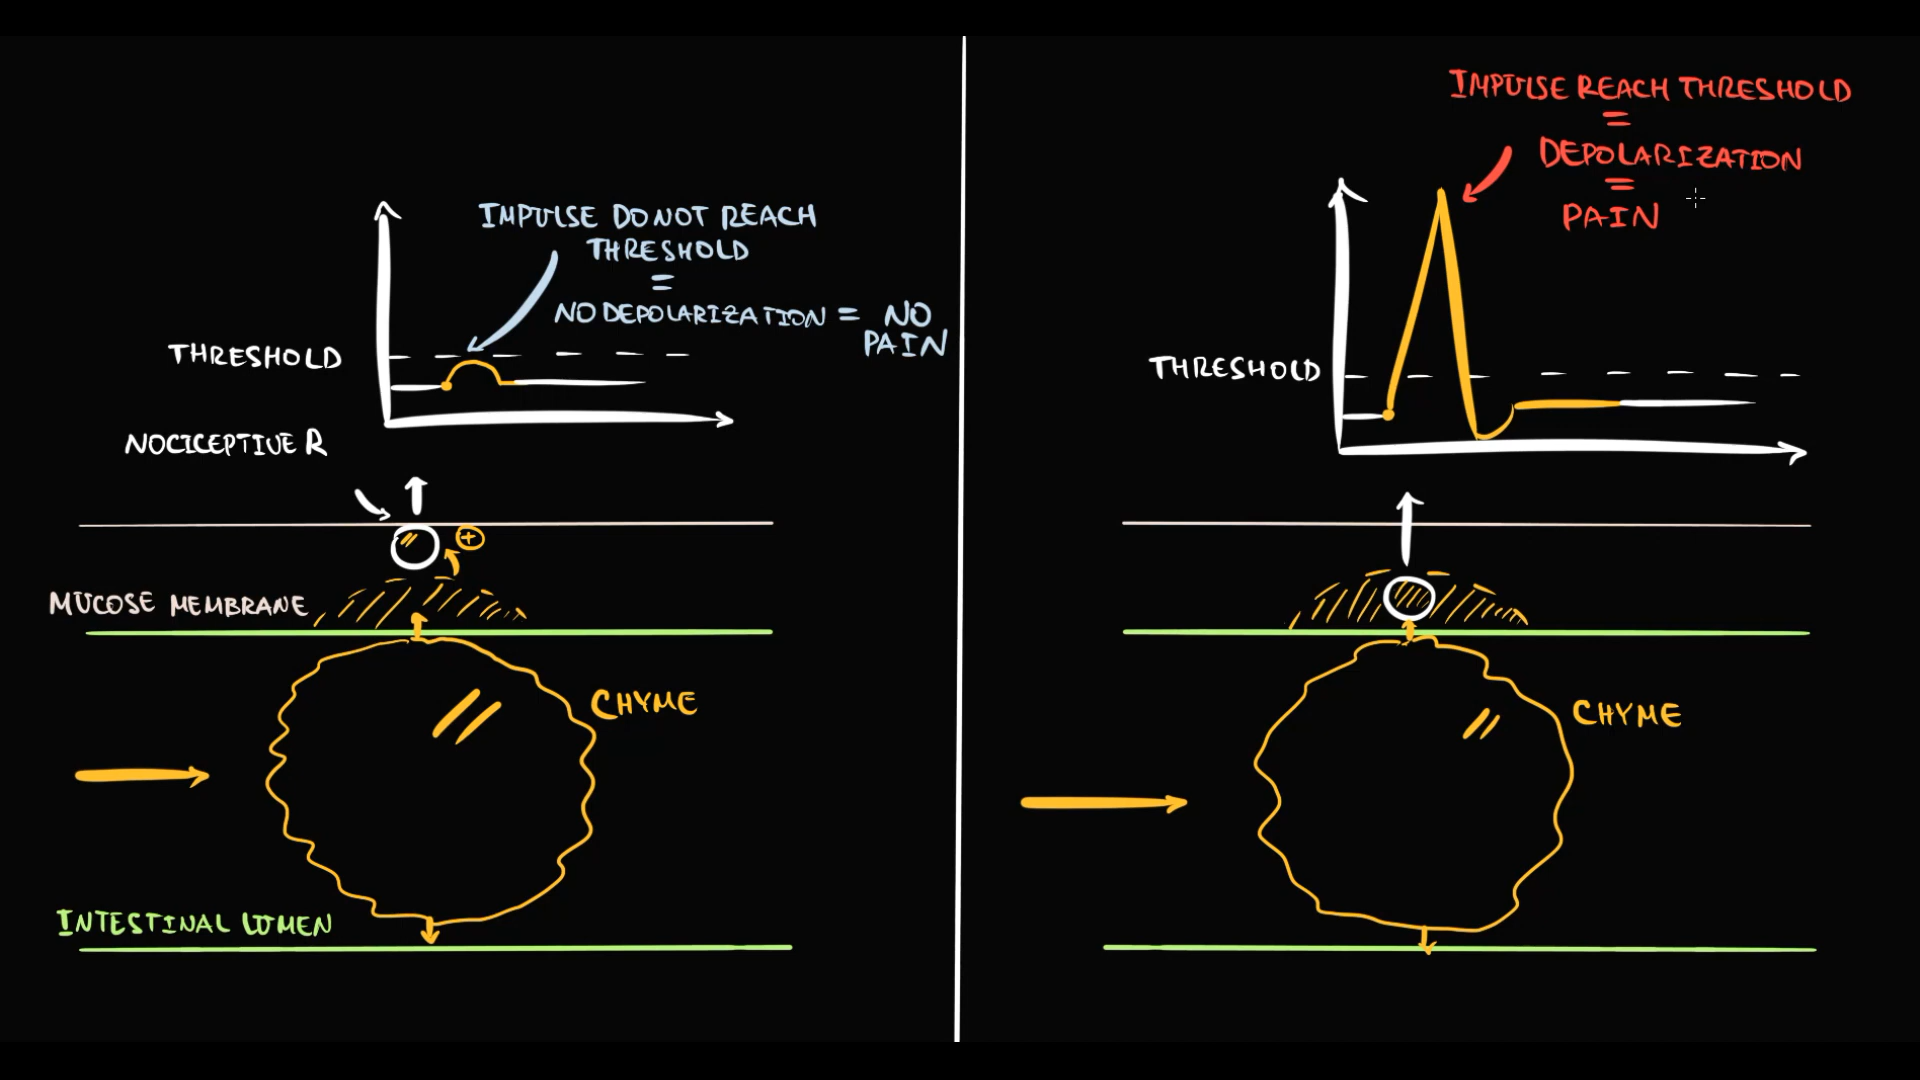 IMPULSE DO NOT REACH
THRESHOLD
=
NO DEPOLARIZATION = NO
PAIN
THRESHOLD
NOCICEPTIVE R
+
MUCOSE MEMBRANE
CHYME
INTESTINAL LUMEN
IMPULSE REACH THRESHOLD
=
DEPOLARIZATION
=
PAIN
THRESHOLD
CHYME